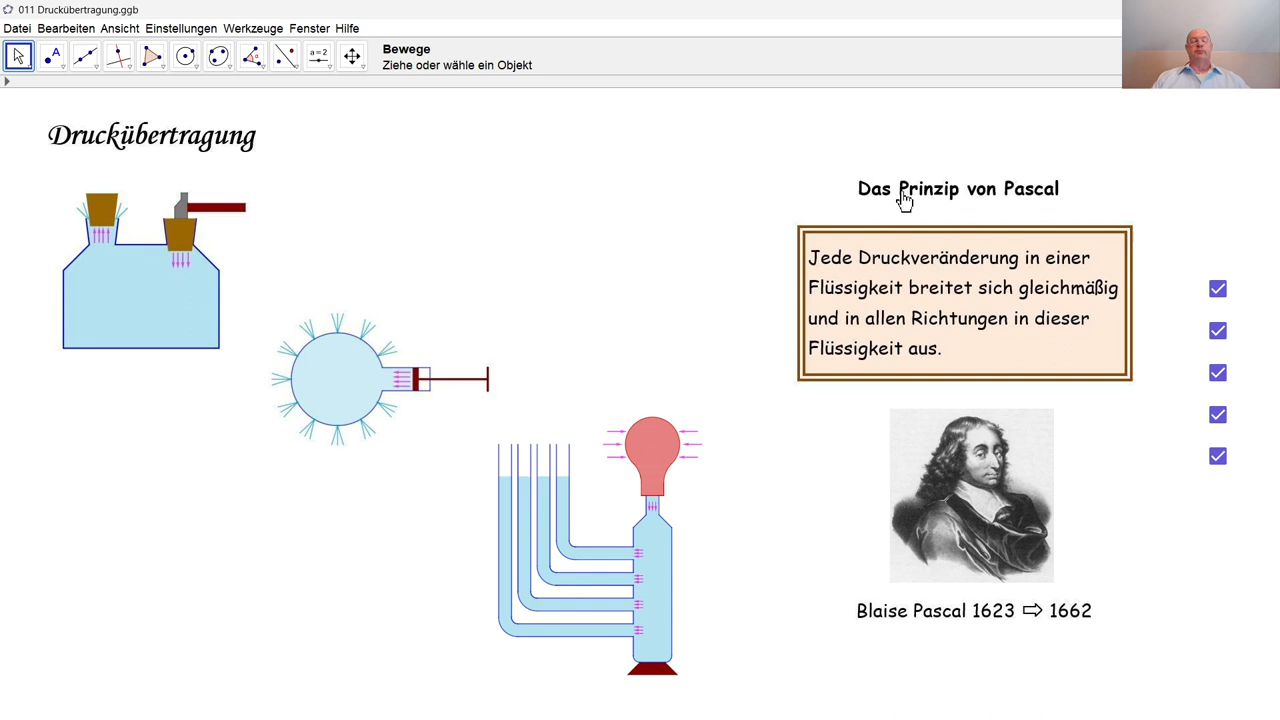 011 Druckübertragung.ggb
Datei Bearbeiten Ansicht Einstellungen Werkzeuge Fenster Hilfe
A
a=2
Bewege
Ziehe oder wähle ein Objekt
Druckübertragung
Das Prinzip von Pascal
Jede Druckveränderung in einer
Flüssigkeit breitet sich gleichmäßig
und in allen Richtungen in dieser
Flüssigkeit aus.
Blaise Pascal 1623 ⇨ 1662